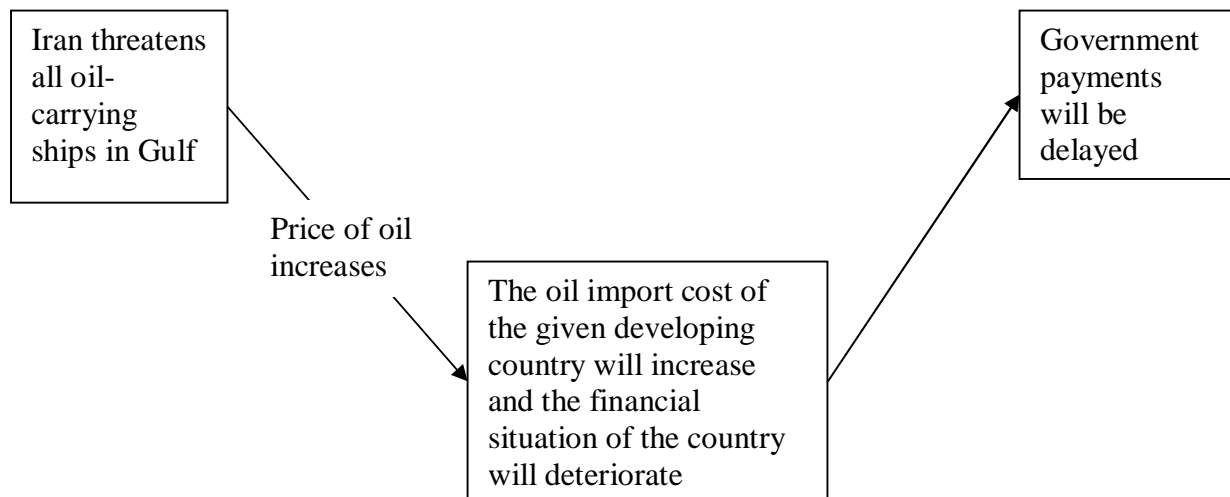 Iran threatens
all oil-
carrying
ships in Gulf
Price of oil
increases
The oil import cost of
the given developing
country will increase
and the financial
situation of the country
will deteriorate
Government
payments
will be
delayed